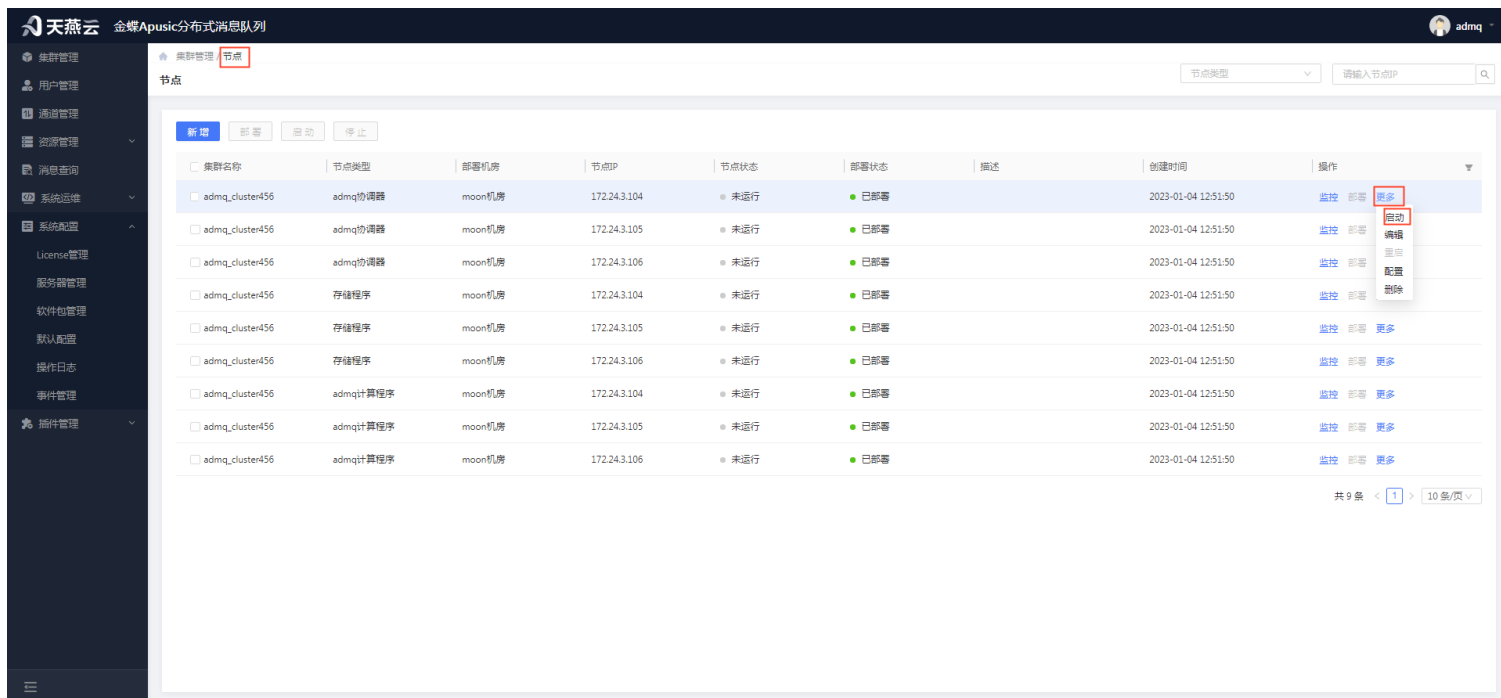 天燕云 金蝶Apusic分布式消息队列 admq
集群管理
用户管理
通道管理
资源管理
消息查询
系统运维
系统配置
License管理
服务器管理
软件包管理
默认配置
操作日志
事件管理
插件管理
集群管理 / 节点
节点 节点类型 请输入节点IP
新增 部署 启动 停止
集群名称 节点类型 部署机房 节点IP 节点状态 部署状态 描述 创建时间 操作
admq_cluster456 admq协调器 moon机房 172.24.3.104 未运行 已部署 2023-01-04 12:51:50 监控 部署 更多
admq_cluster456 admq协调器 moon机房 172.24.3.105 未运行 已部署 2023-01-04 12:51:50 监控 部署
admq_cluster456 admq协调器 moon机房 172.24.3.106 未运行 已部署 2023-01-04 12:51:50 监控 部署
admq_cluster456 存储程序 moon机房 172.24.3.104 未运行 已部署 2023-01-04 12:51:50 监控 部署
启动
编辑
重启
配置
删除
admq_cluster456 存储程序 moon机房 172.24.3.105 未运行 已部署 2023-01-04 12:51:50 监控 部署 更多
admq_cluster456 存储程序 moon机房 172.24.3.106 未运行 已部署 2023-01-04 12:51:50 监控 部署 更多
admq_cluster456 admq计算程序 moon机房 172.24.3.104 未运行 已部署 2023-01-04 12:51:50 监控 部署 更多
admq_cluster456 admq计算程序 moon机房 172.24.3.105 未运行 已部署 2023-01-04 12:51:50 监控 部署 更多
admq_cluster456 admq计算程序 moon机房 172.24.3.106 未运行 已部署 2023-01-04 12:51:50 监控 部署 更多
共 9 条 < 1 > 10 条/页